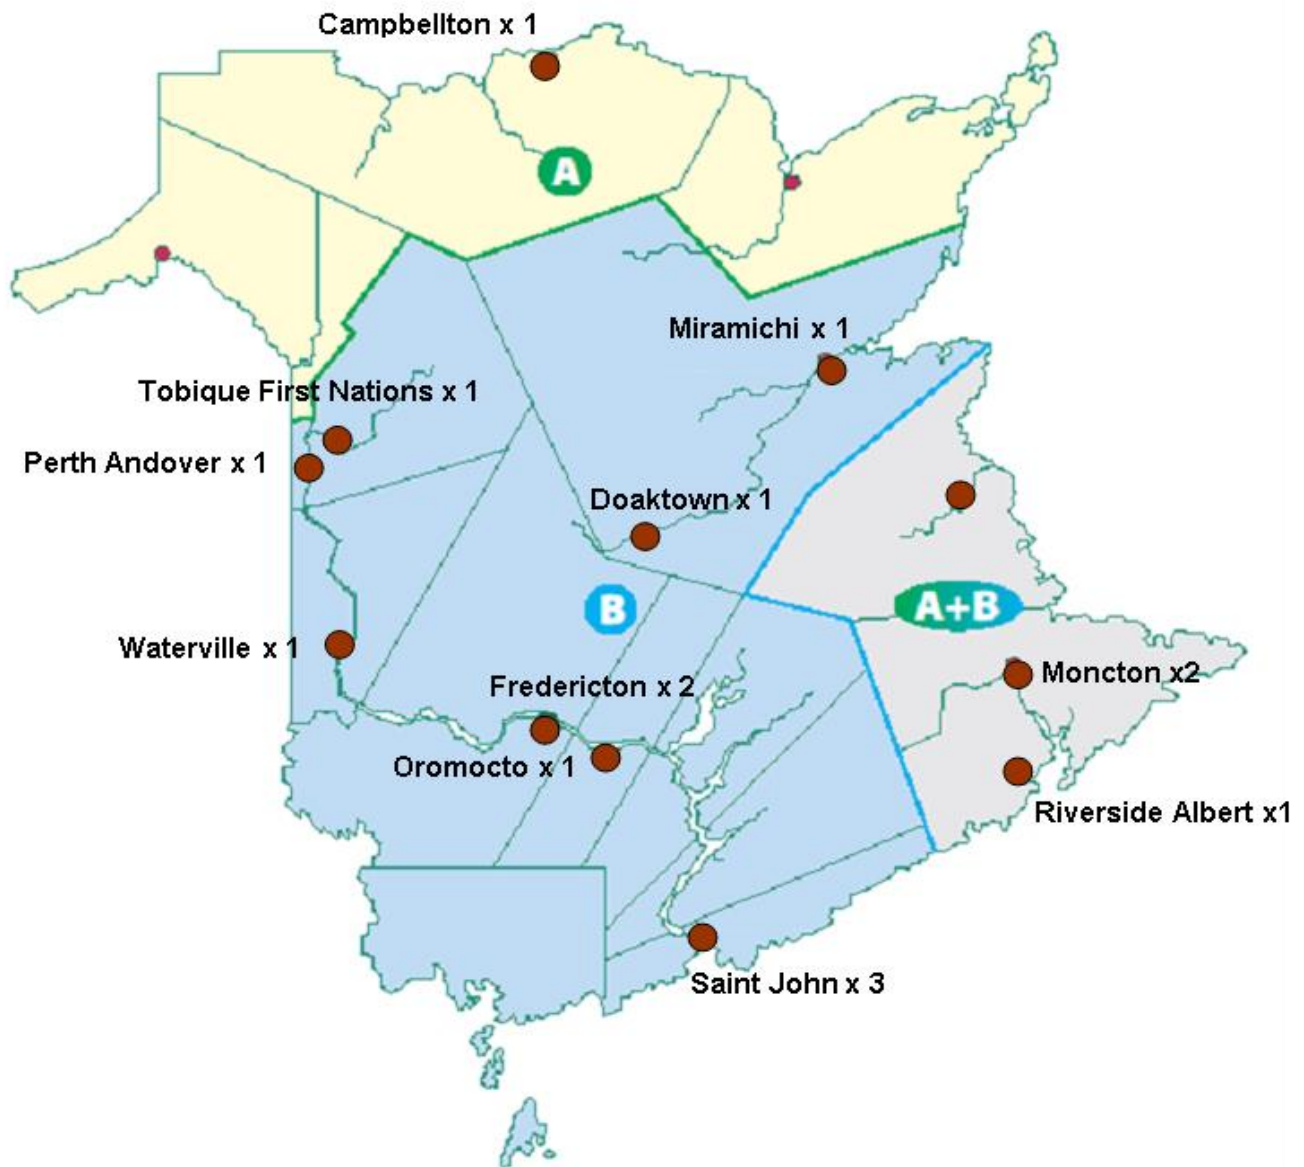 Campbellton x 1
A
Miramichi x 1
Tobique First Nations x 1
Perth Andover x 1
Doaktown x 1
B
A+B
Waterville x 1
Moncton x2
Fredericton x 2
Oromocto x 1
Riverside Albert x1
Saint John x 3